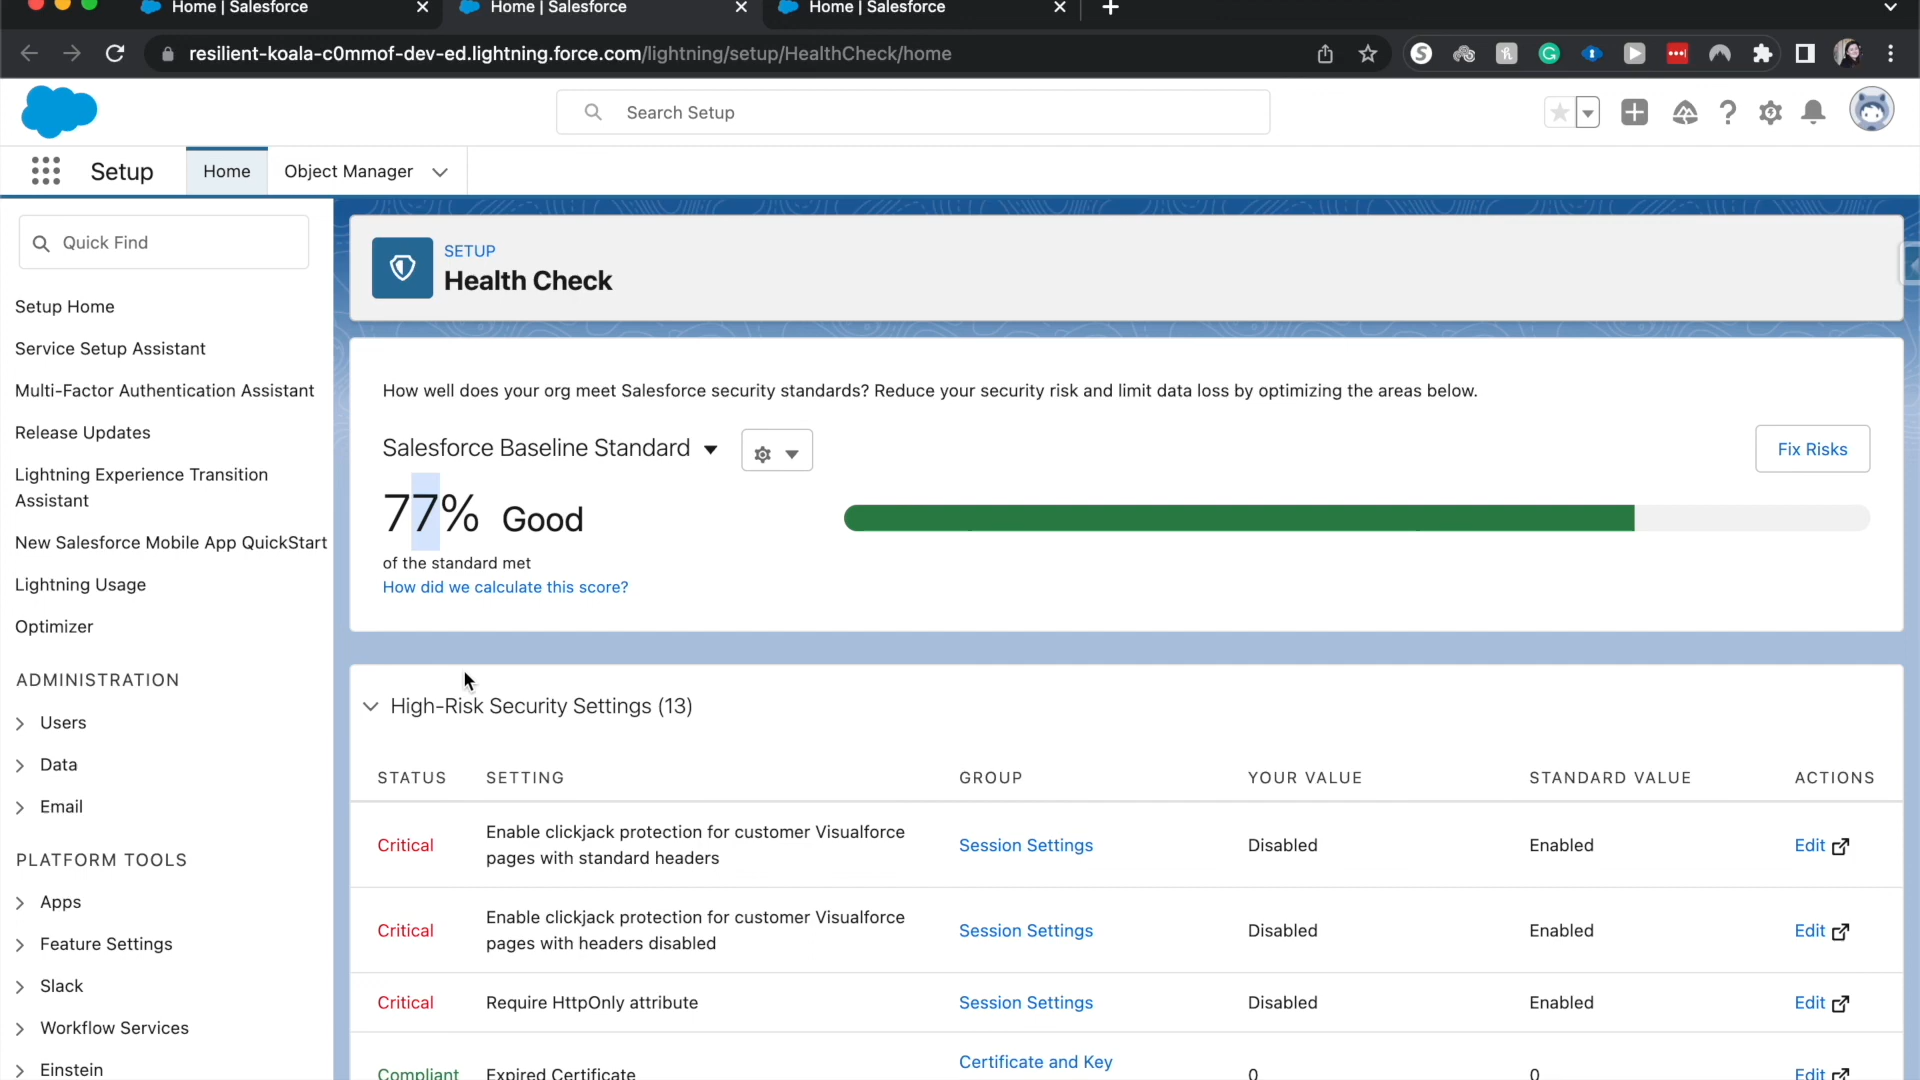 Home | Salesforce
Home | Salesforce
Home | Salesforce
resilient-koala-c0mmof-dev-ed.lightning.force.com/lightning/setup/HealthCheck/home
Search Setup
Setup
Home
Object Manager
Quick Find
Setup Home
Service Setup Assistant
Multi-Factor Authentication Assistant
Release Updates
Lightning Experience Transition
Assistant
New Salesforce Mobile App QuickStart
Lightning Usage
Optimizer
ADMINISTRATION
Users
Data
Email
PLATFORM TOOLS
Apps
Feature Settings
Slack
Workflow Services
Einstein
SETUP
Health Check
How well does your org meet Salesforce security standards? Reduce your security risk and limit data loss by optimizing the areas below.
Salesforce Baseline Standard
Fix Risks
77% Good
of the standard met
How did we calculate this score?
High-Risk Security Settings (13)
STATUS SETTING GROUP YOUR VALUE STANDARD VALUE ACTIONS
Critical Enable clickjack protection for customer Visualforce Session Settings Disabled Enabled Edit
pages with standard headers
Critical Enable clickjack protection for customer Visualforce Session Settings Disabled Enabled Edit
pages with headers disabled
Critical Require HttpOnly attribute Session Settings Disabled Enabled Edit
Certificate and Key
Compliant Expired Certificate 0 0 Edit